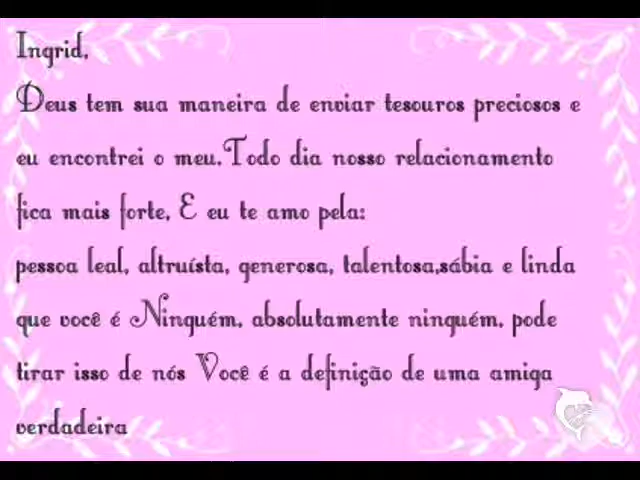 Ingrid,
Deus tem sua maneira de enviar tesouros preciosos e
eu encontrei o meu.Todo dia nosso relacionamento
fica mais forte, E eu te amo pela:
pessoa leal, altruísta, generosa, talentosa,sábia e linda
que você é Ninguém, absolutamente ninguém, pode
tirar isso de nós Você é a definição de uma amiga
verdadeira